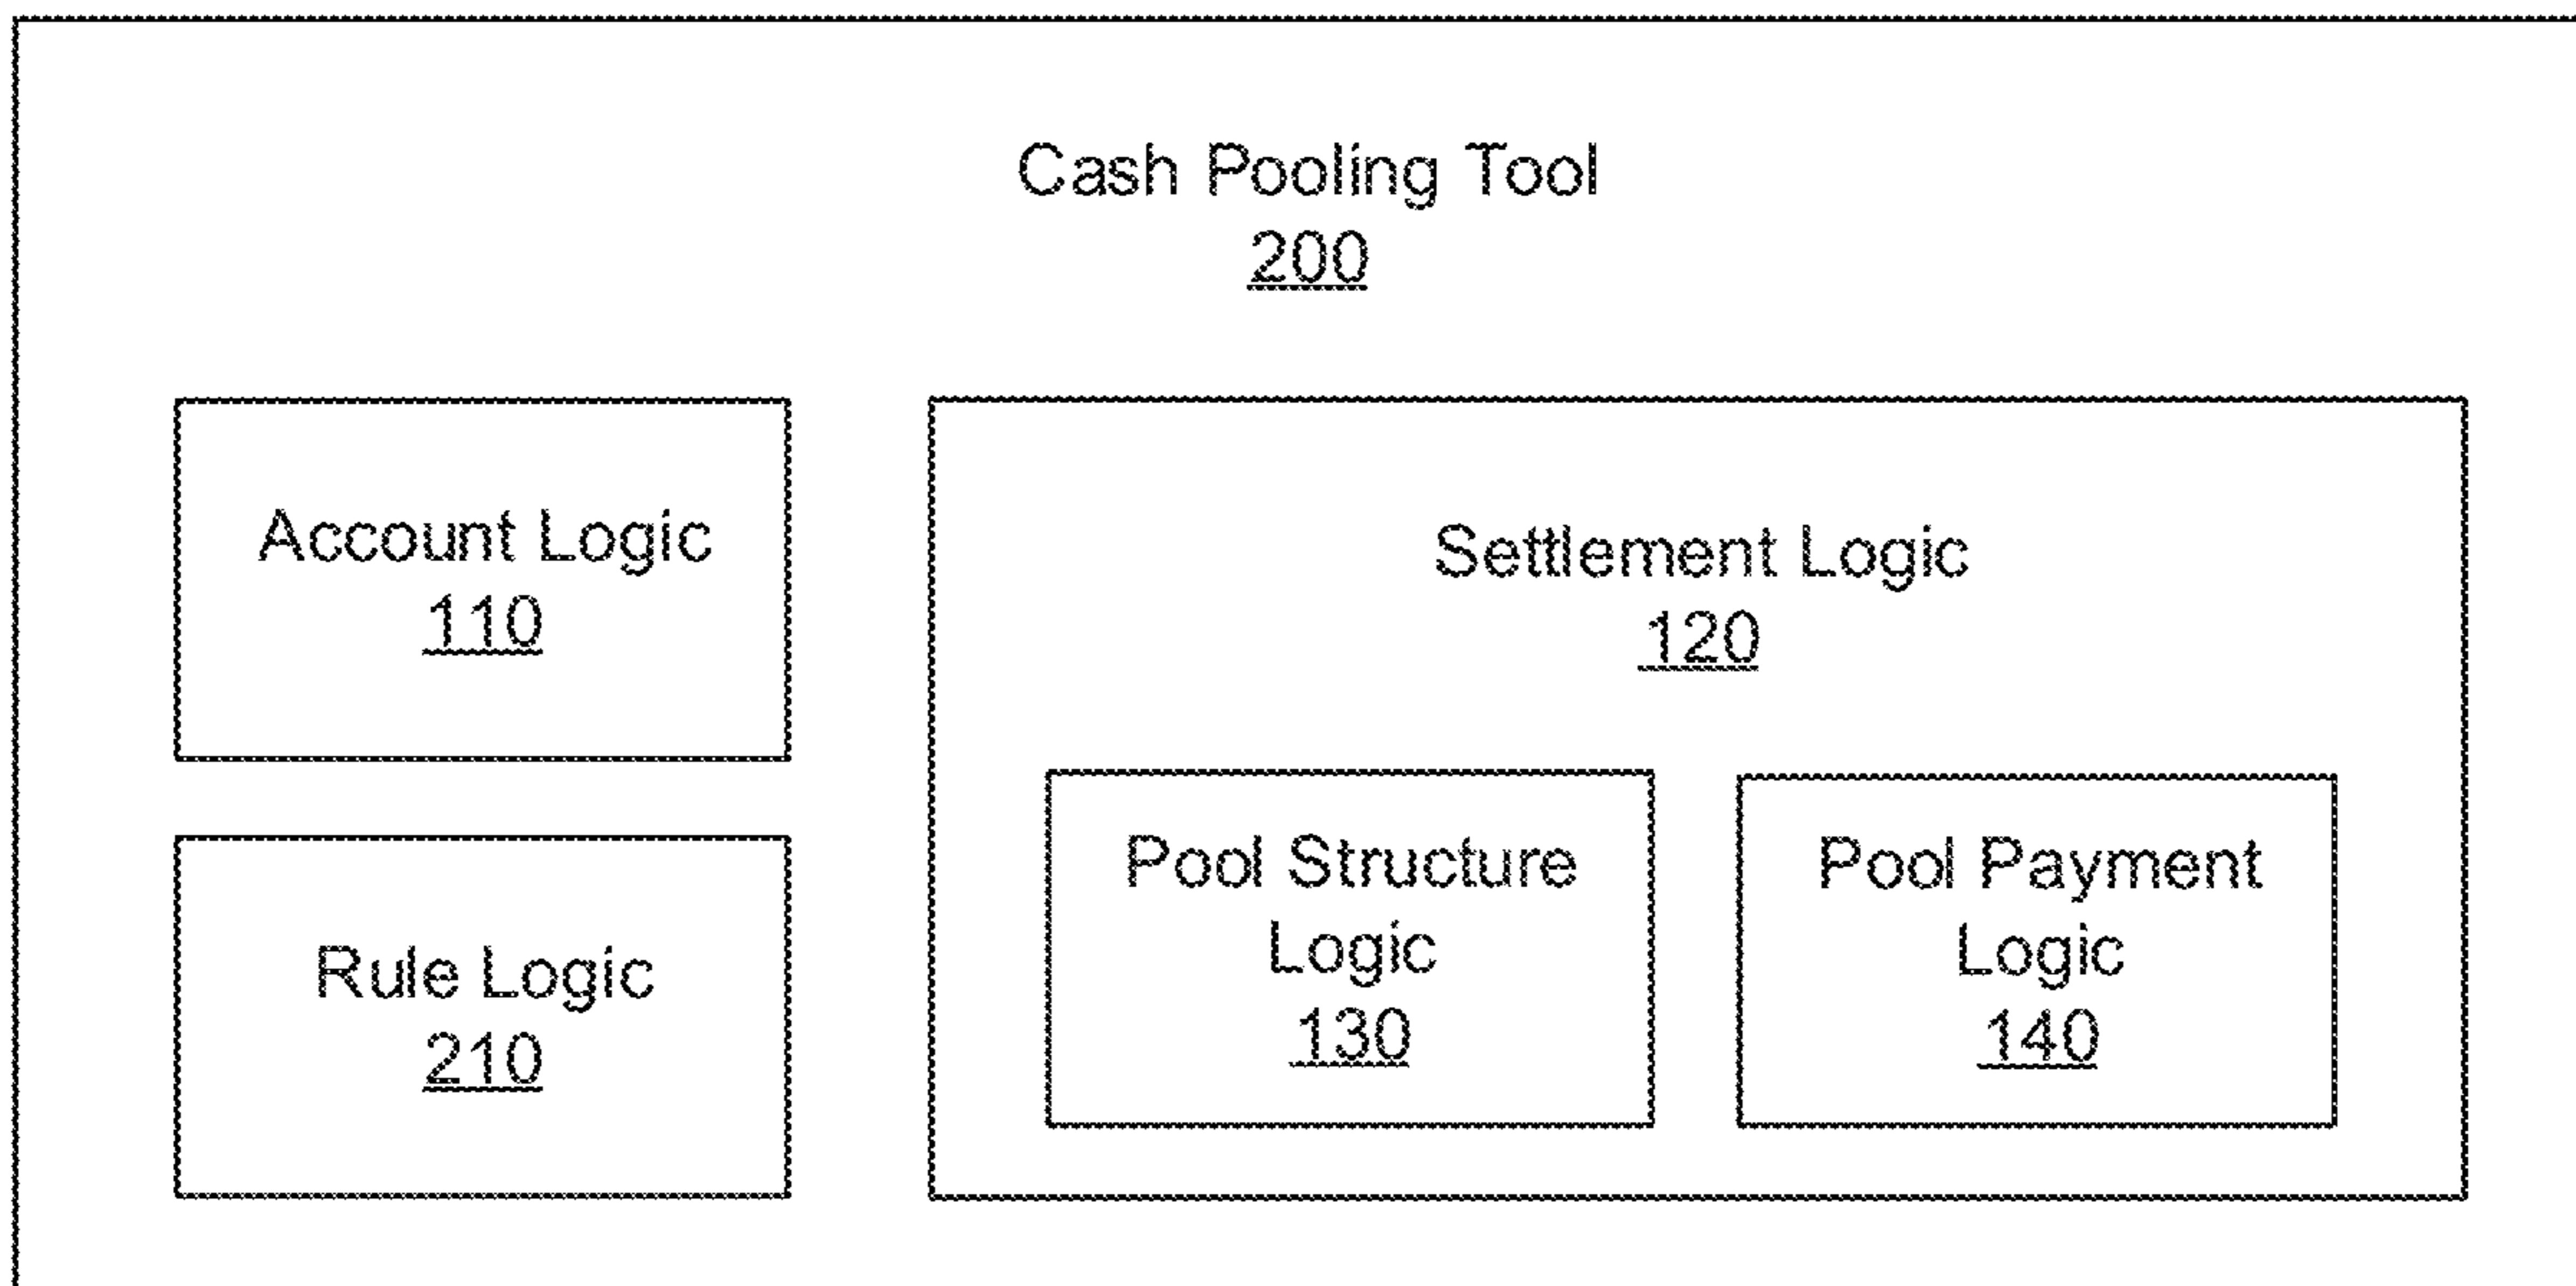 Cash Pooling Tool
200
Account Logic
110
Rule Logic
210
Settlement Logic
120
Pool Structure
Logic
130
Pool Payment
Logic
140